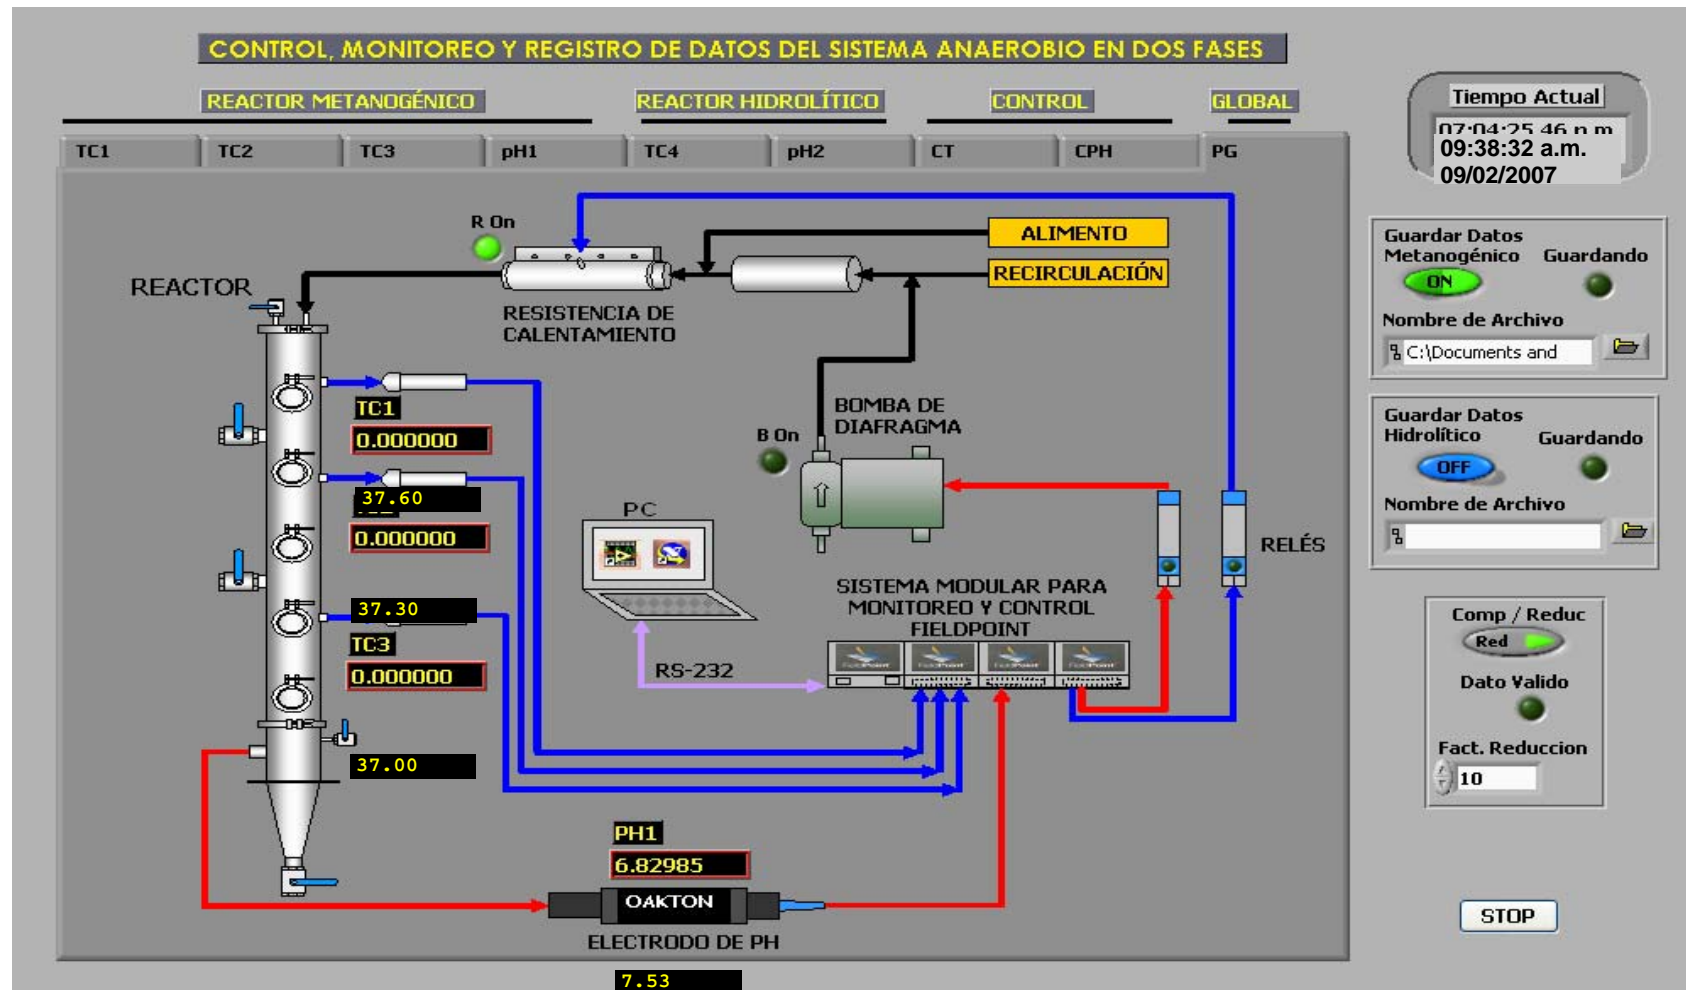 CONTROL, MONITOREO Y REGISTRO DE DATOS DEL SISTEMA ANAEROBIO EN DOS FASES
REACTOR METANOGÉNICO
REACTOR HIDROLÍTICO
CONTROL
GLOBAL
TC1
TC2
TC3
pH1
TC4
pH2
CT
CPH
PG
Tiempo Actual
09:38:32 a.m.
09/02/2007
R On
ALIMENTO
RECIRCULACIÓN
REACTOR
RESISTENCIA DE
CALENTAMIENTO
TC1
0.000000
37.60
0.000000
37.30
TC3
0.000000
37.00
BOMBA DE
DIAFRAGMA
B On
PC
RELÉS
SISTEMA MODULAR PARA
MONITOREO Y CONTROL
FIELDPOINT
RS-232
PH1
6.82985
OAKTON
ELECTRODO DE PH
7.53
Guardar Datos
Metanogénico
Guardando
ON
Nombre de Archivo
C:\Documents and
Guardar Datos
Hidrolítico
Guardando
OFF
Nombre de Archivo
Comp / Reduc
Red
Dato Valido
Fact. Reduccion
10
STOP